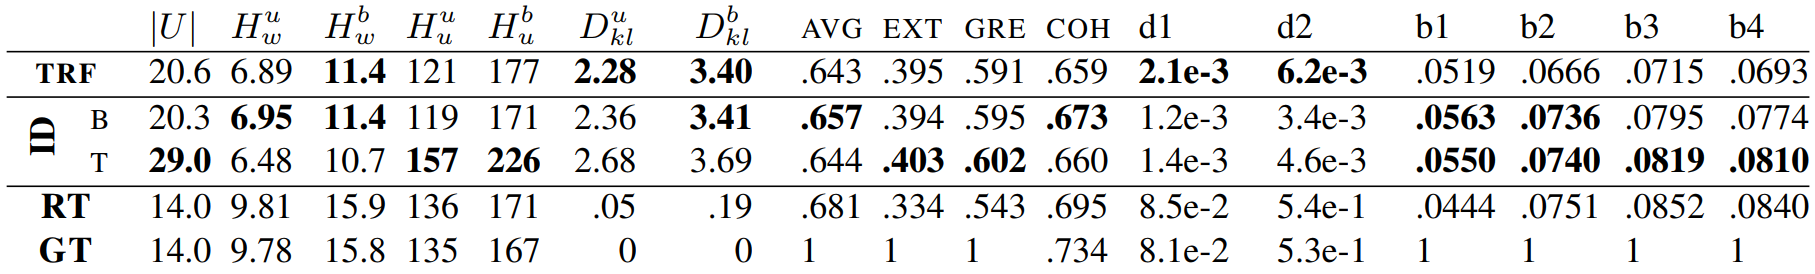 |U| H_w^u H_w^b H_u^u H_u^b D_kl^u D_kl^b AVG EXT GRE COH d1 d2 b1 b2 b3 b4
TRF 20.6 6.89 11.4 121 177 2.28 3.40 .643 .395 .591 .659 2.1e-3 6.2e-3 .0519 .0666 .0715 .0693
ID B 20.3 6.95 11.4 119 171 2.36 3.41 .657 .394 .595 .673 1.2e-3 3.4e-3 .0563 .0736 .0795 .0774
T 29.0 6.48 10.7 157 226 2.68 3.69 .644 .403 .602 .660 1.4e-3 4.6e-3 .0550 .0740 .0819 .0810
RT 14.0 9.81 15.9 136 171 .05 .19 .681 .334 .543 .695 8.5e-2 5.4e-1 .0444 .0751 .0852 .0840
GT 14.0 9.78 15.8 135 167 0 0 1 1 1 .734 8.1e-2 5.3e-1 1 1 1 1